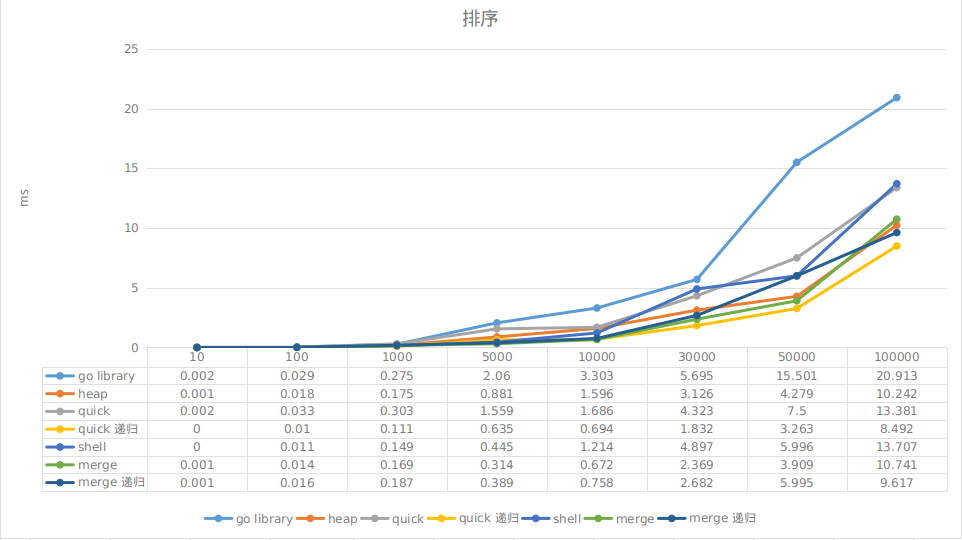 排序
25
20
15
10
5
0
ms
10 100 1000 5000 10000 30000 50000 100000
go library 0.002 0.029 0.275 2.06 3.303 5.695 15.501 20.913
heap 0.001 0.018 0.175 0.881 1.596 3.126 4.279 10.242
quick 0.002 0.033 0.303 1.559 1.686 4.323 7.5 13.381
quick 递归 0 0.01 0.111 0.635 0.694 1.832 3.263 8.492
shell 0 0.011 0.149 0.445 1.214 4.897 5.996 13.707
merge 0.001 0.014 0.169 0.314 0.672 2.369 3.909 10.741
merge 递归 0.001 0.016 0.187 0.389 0.758 2.682 5.995 9.617
go library heap quick quick 递归 shell merge merge 递归